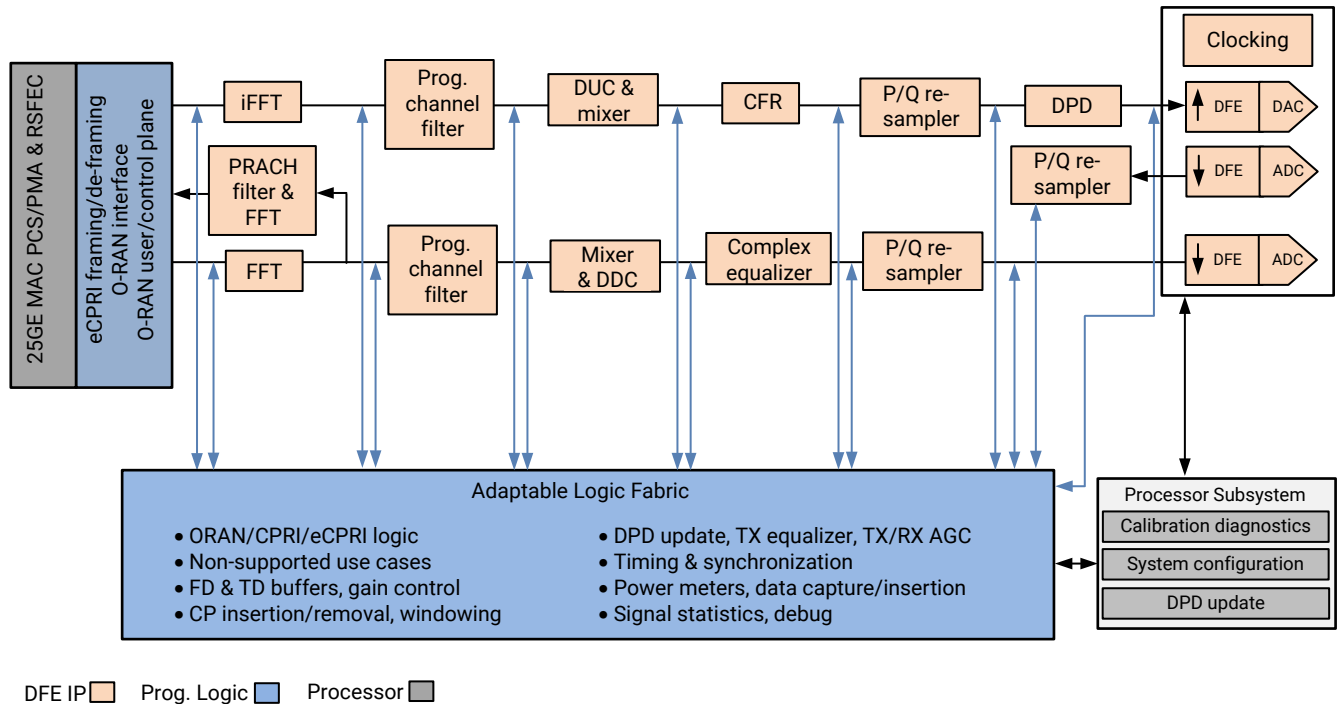 25GE MAC PCS/PMA & RSFEC
eCPRI framing/de-framing
O-RAN interface
O-RAN user/control plane
iFFT
Prog.
channel
filter
DUC &
mixer
CFR
P/Q re-
sampler
DPD
Clocking
DFE
DAC
PRACH
filter &
FFT
P/Q re-
sampler
DFE
ADC
FFT
Prog.
channel
filter
Mixer
& DDC
Complex
equalizer
P/Q re-
sampler
DFE
ADC
Adaptable Logic Fabric
• ORAN/CPRI/eCPRI logic
• Non-supported use cases
• FD & TD buffers, gain control
• CP insertion/removal, windowing
• DPD update, TX equalizer, TX/RX AGC
• Timing & synchronization
• Power meters, data capture/insertion
• Signal statistics, debug
Processor Subsystem
Calibration diagnostics
System configuration
DPD update
DFE IP
Prog. Logic
Processor